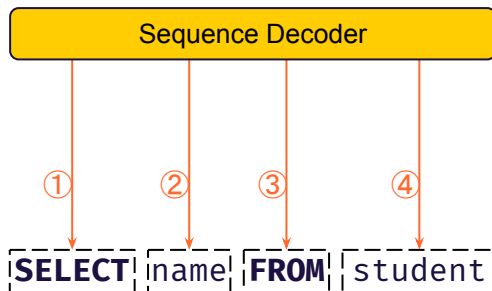 Sequence Decoder
① ② ③ ④
SELECT name FROM student